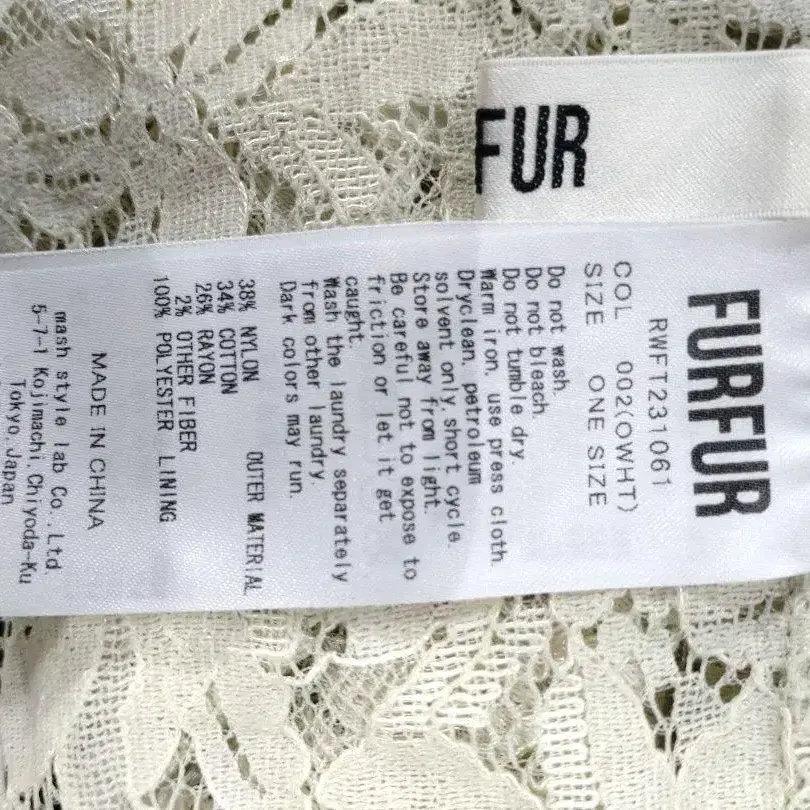 FUR
FURFUR
RWFT231061
COL 002(OWHT)
SIZE ONE SIZE
Do not wash.
Do not bleach.
Do not tumble dry.
Warm iron, use press cloth.
Dryclean, petroleum
solvent only, short cycle.
Store away from light.
Be careful not to expose to
friction or let it get
caught.
Wash the laundry separately
from other laundry.
Dark colors may run.
OUTER MATERIAL
38% NYLON
34% COTTON
26% RAYON
2% OTHER FIBER
100% POLYESTER LINING
MADE IN CHINA
mash style lab Co.,Ltd.
5-7-1 Kojimachi, Chiyoda-Ku
Tokyo, Japan